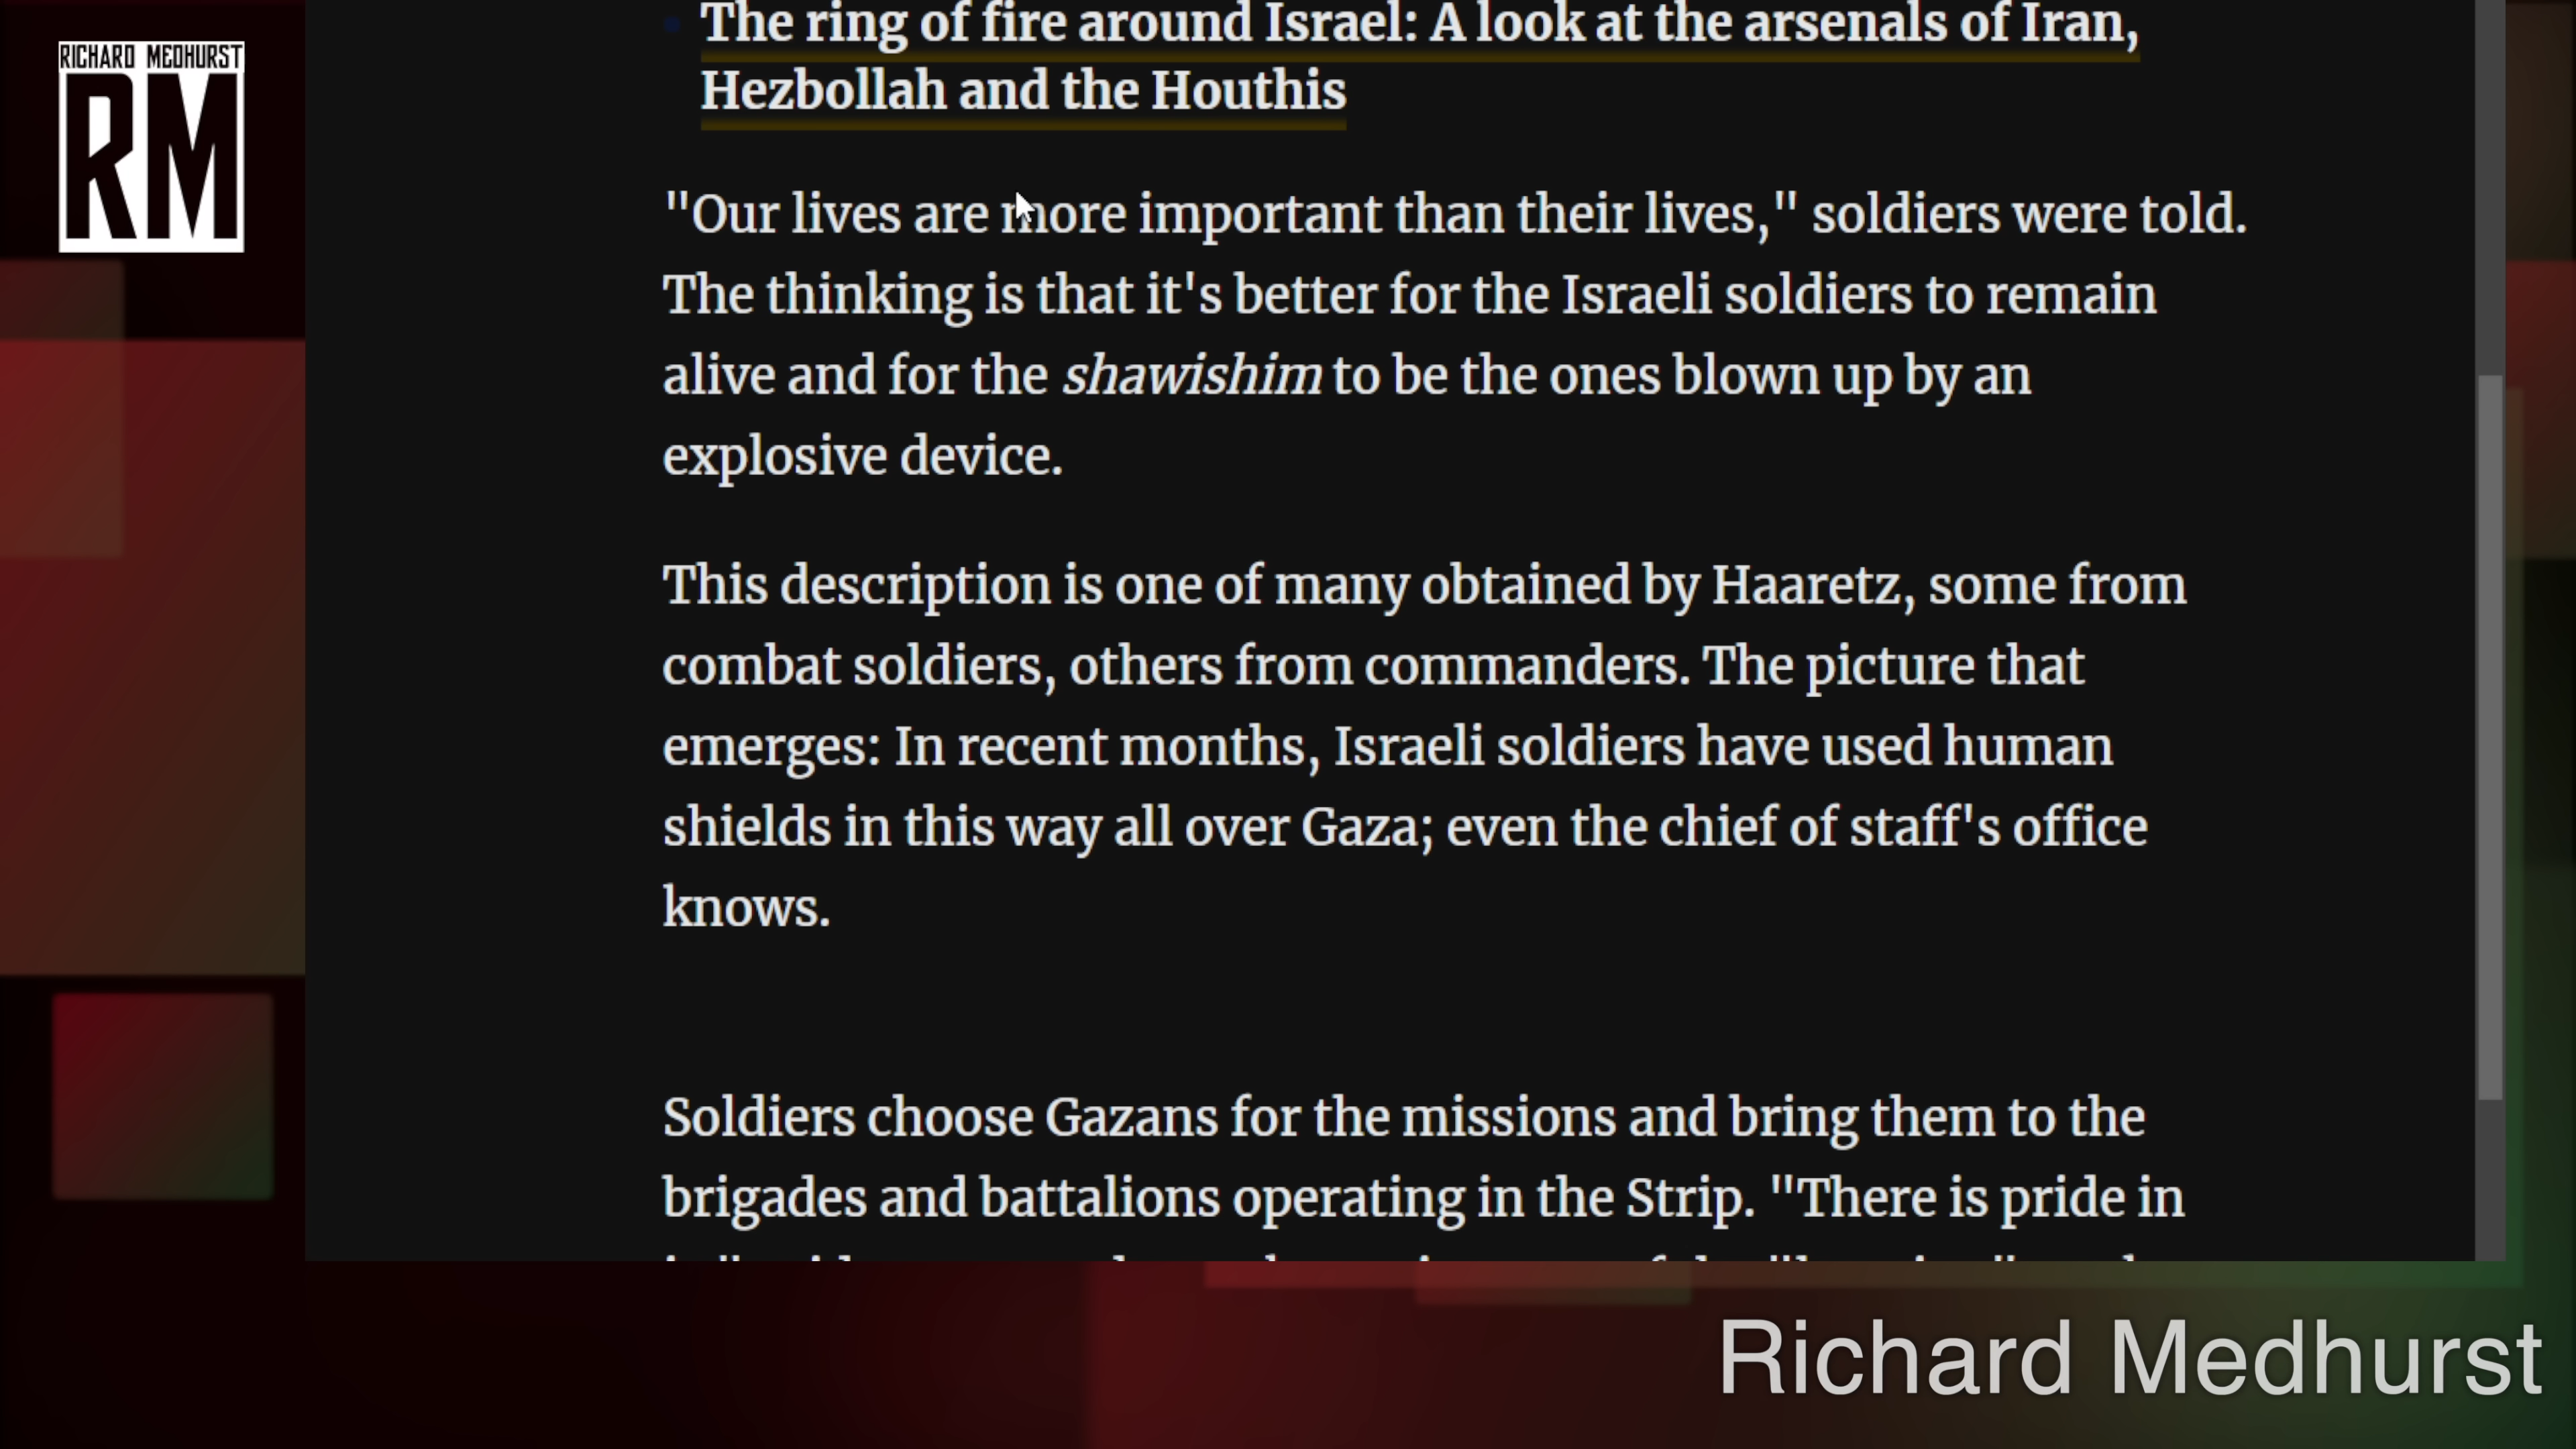 RICHARD MEDHURST
RM
The ring of fire around Israel: A look at the arsenals of Iran,
Hezbollah and the Houthis
"Our lives are more important than their lives," soldiers were told.
The thinking is that it's better for the Israeli soldiers to remain
alive and for the shawishim to be the ones blown up by an
explosive device.
This description is one of many obtained by Haaretz, some from
combat soldiers, others from commanders. The picture that
emerges: In recent months, Israeli soldiers have used human
shields in this way all over Gaza; even the chief of staff's office
knows.
Soldiers choose Gazans for the missions and bring them to the
brigades and battalions operating in the Strip. "There is pride in
Richard Medhurst